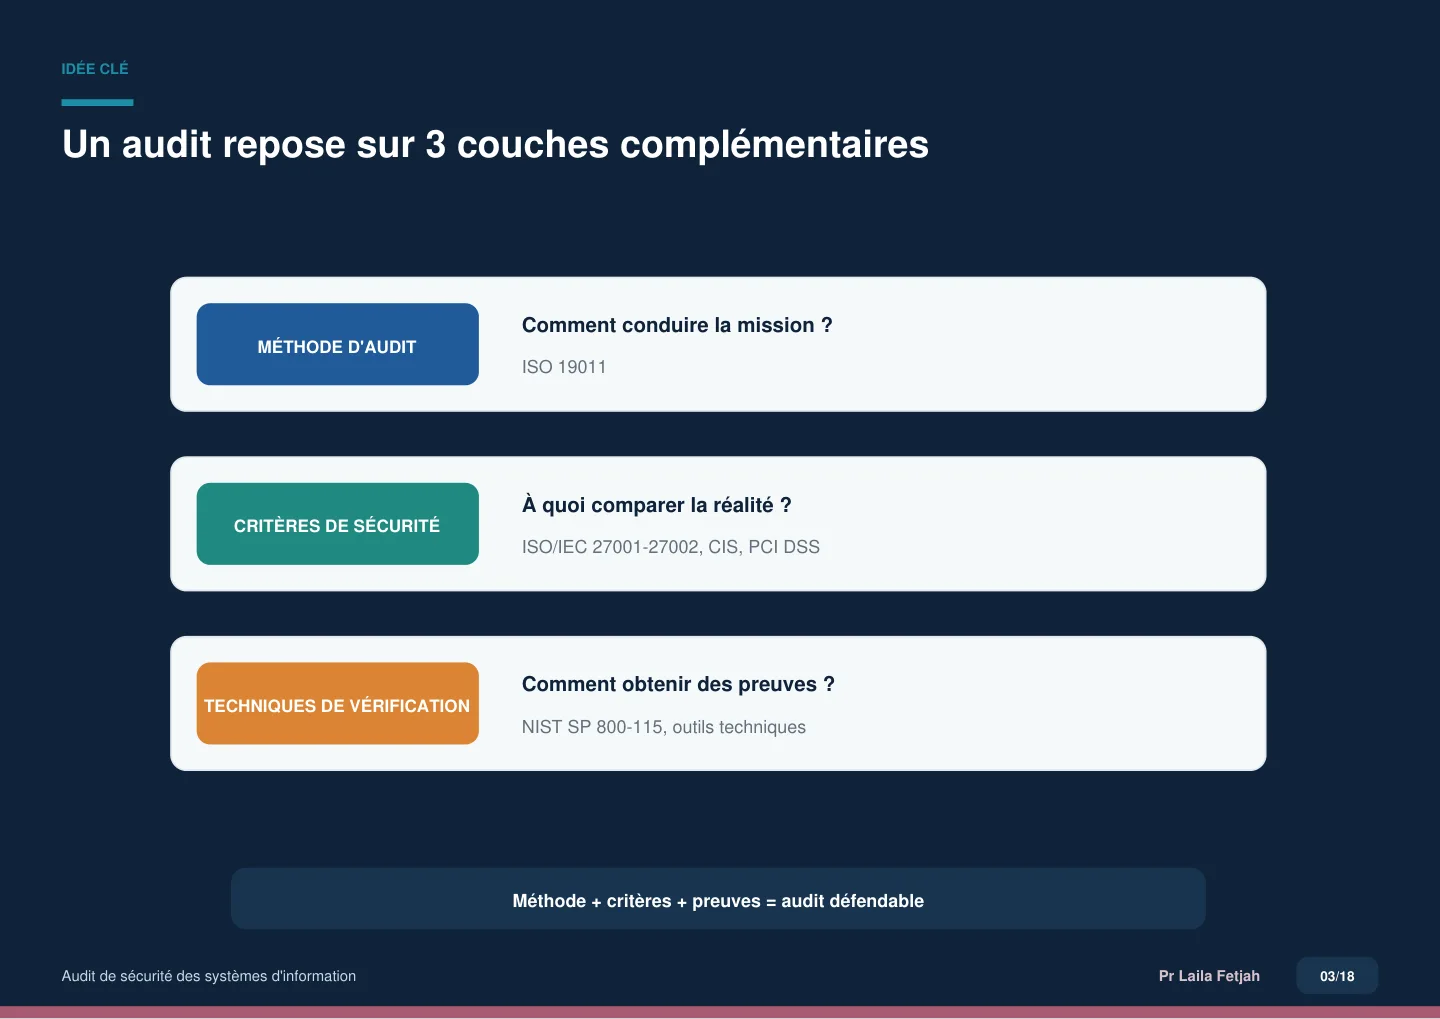 IDÉE CLÉ
Un audit repose sur 3 couches complémentaires
MÉTHODE D'AUDIT
Comment conduire la mission ?
ISO 19011
CRITÈRES DE SÉCURITÉ
À quoi comparer la réalité ?
ISO/IEC 27001-27002, CIS, PCI DSS
TECHNIQUES DE VÉRIFICATION
Comment obtenir des preuves ?
NIST SP 800-115, outils techniques
Méthode + critères + preuves = audit défendable
Audit de sécurité des systèmes d'information
Pr Laila Fetjah
03/18